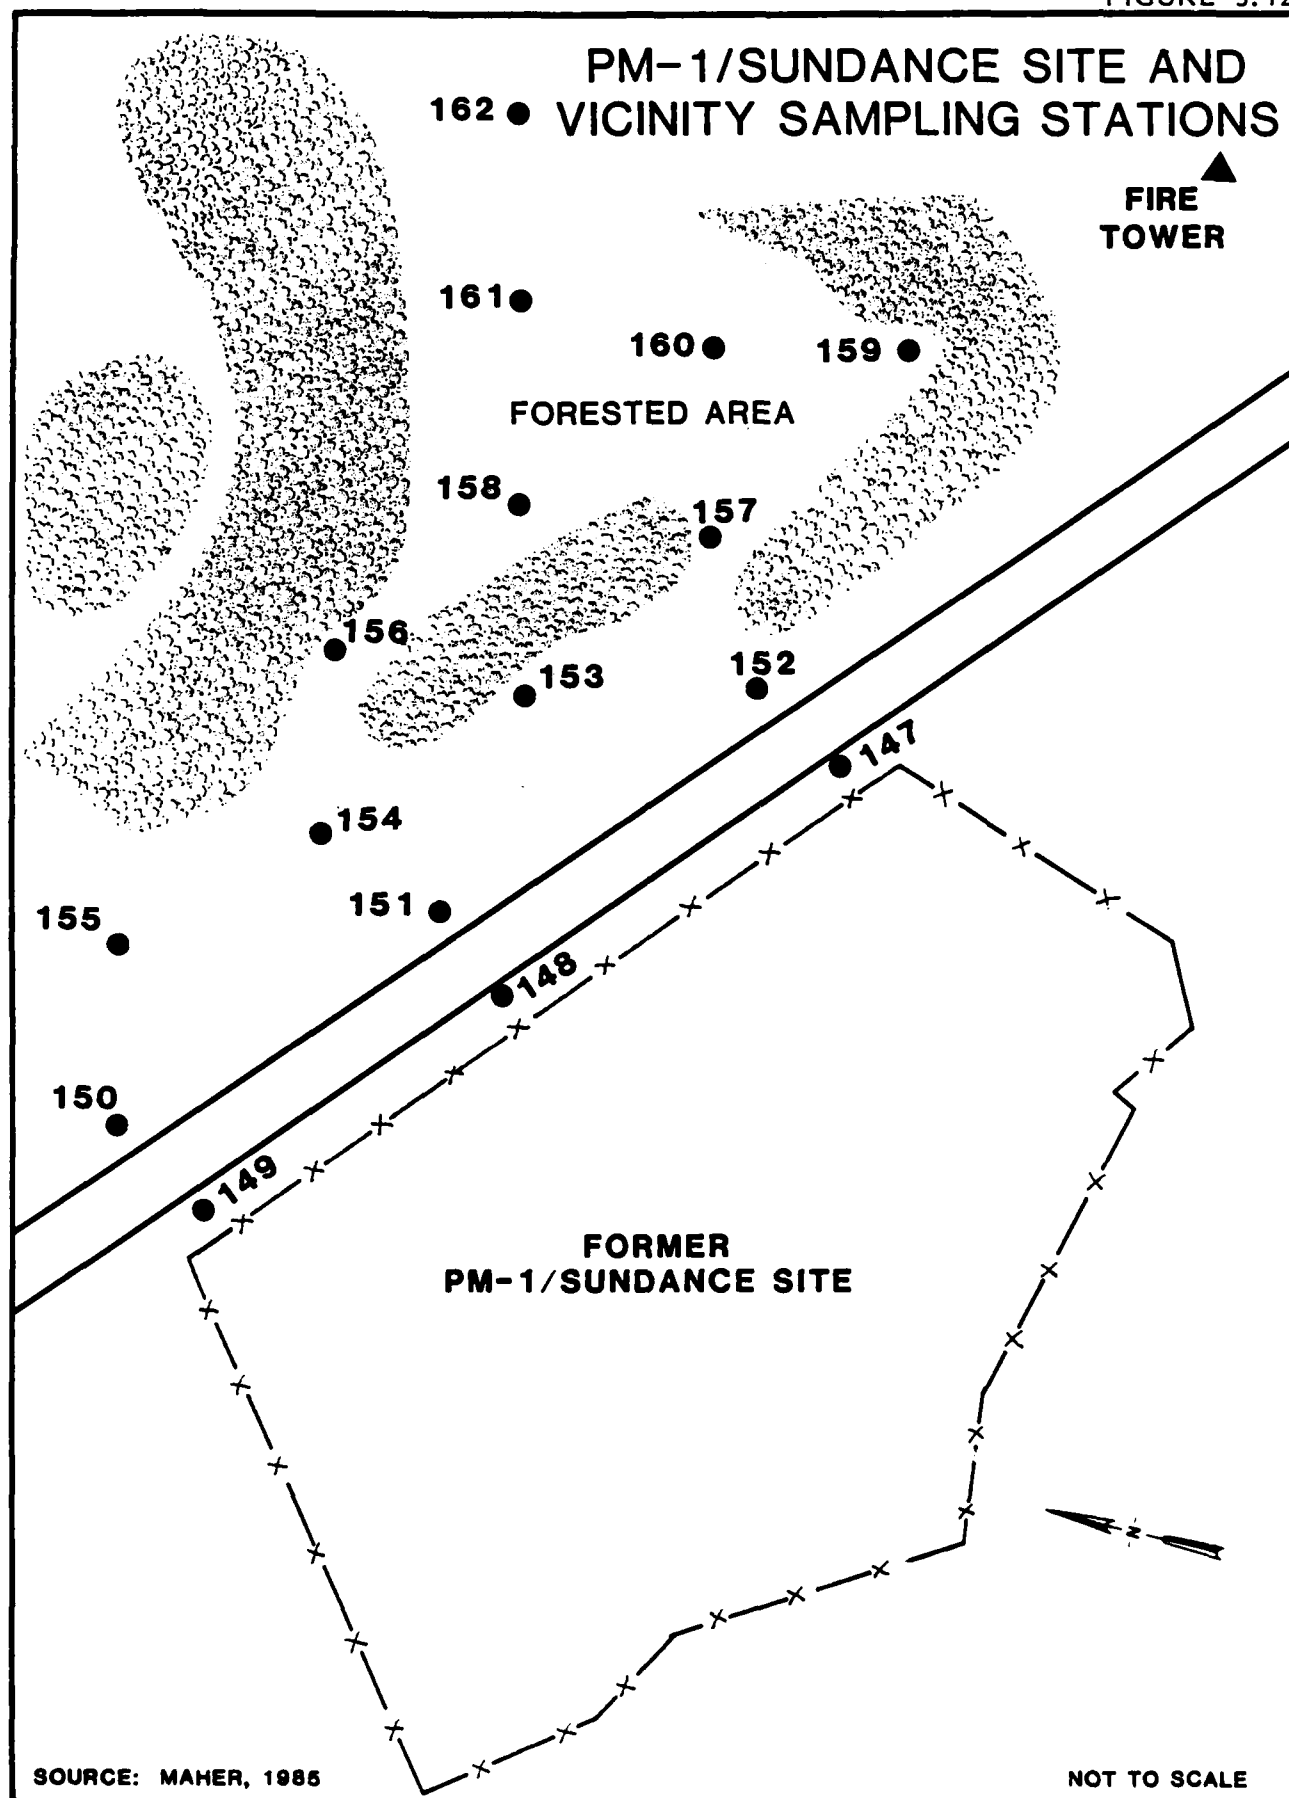 PM-1/SUNDANCE SITE AND
VICINITY SAMPLING STATIONS
162
FIRE
TOWER
161
160
159
FORESTED AREA
158
157
156
153
152
147
154
151
155
148
150
149
FORMER
PM-1/SUNDANCE SITE
N
SOURCE: MAHER, 1985
NOT TO SCALE